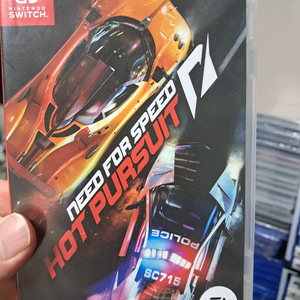 NINTENDO
SWITCH
NEED FOR SPEED
HOT PURSUIT
POLICE
SC715